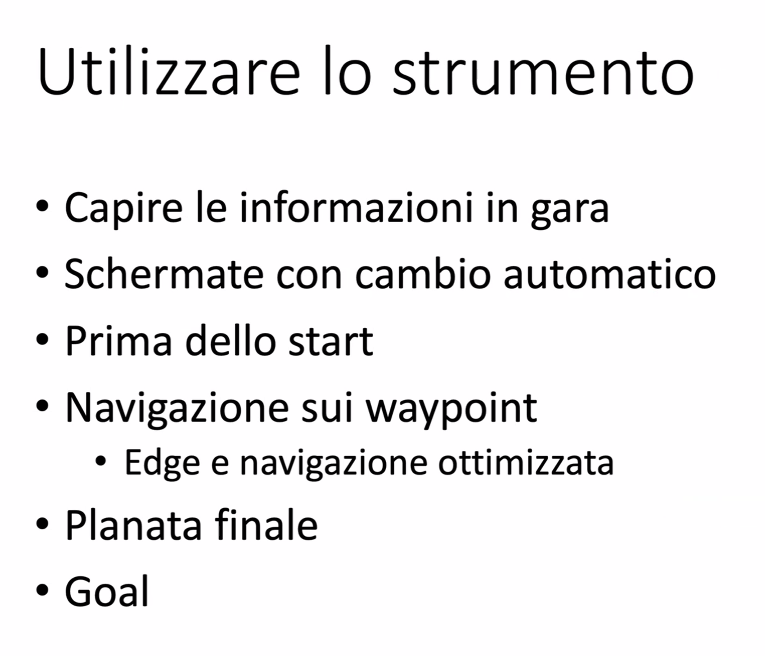 Utilizzare lo strumento
• Capire le informazioni in gara
• Schermate con cambio automatico
• Prima dello start
• Navigazione sui waypoint
• Edge e navigazione ottimizzata
• Planata finale
• Goal